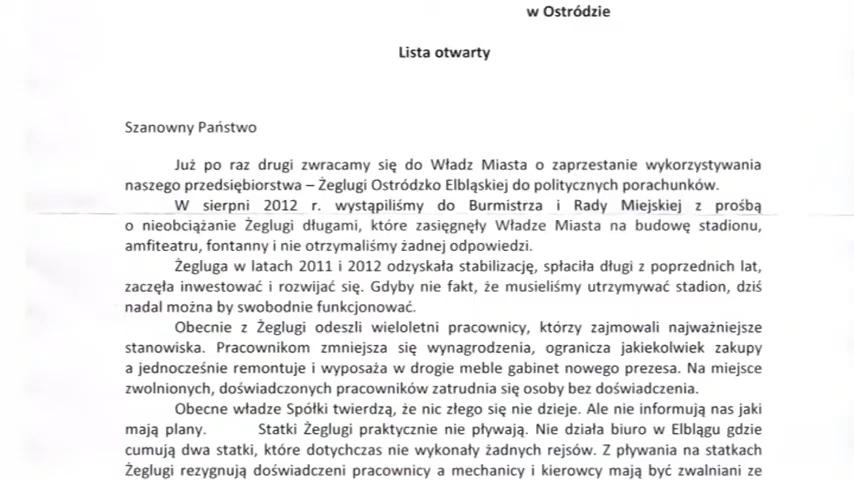 w Ostródzie
Lista otwarty
Szanowny Państwo
Już po raz drugi zwracamy się do Władz Miasta o zaprzestanie wykorzystywania
naszego przedsiębiorstwa – Żeglugi Ostródzko Elbląskiej do politycznych porachunków.
W sierpni 2012 r. wystąpiliśmy do Burmistrza i Rady Miejskiej z prośbą
o nieobciążanie Żeglugi długami, które zasięgnęły Władze Miasta na budowę stadionu,
amfiteatru, fontanny i nie otrzymaliśmy żadnej odpowiedzi.
Żegluga w latach 2011 i 2012 odzyskała stabilizację, spłaciła długi z poprzednich lat,
zaczęła inwestować i rozwijać się. Gdyby nie fakt, że musieliśmy utrzymywać stadion, dziś
nadal można by swobodnie funkcjonować.
Obecnie z Żeglugi odeszli wieloletni pracownicy, którzy zajmowali najważniejsze
stanowiska. Pracownikom zmniejsza się wynagrodzenia, ogranicza jakiekolwiek zakupy
a jednocześnie remontuje i wyposaża w drogie meble gabinet nowego prezesa. Na miejsce
zwolnionych, doświadczonych pracowników zatrudnia się osoby bez doświadczenia.
Obecne władze Spółki twierdzą, że nic złego się nie dzieje. Ale nie informują nas jaki
mają plany. Statki Żeglugi praktycznie nie pływają. Nie działa biuro w Elblągu gdzie
cumują dwa statki, które dotychczas nie wykonały żadnych rejsów. Z pływania na statkach
Żeglugi rezygnują doświadczeni pracownicy a mechanicy i kierowcy mają być zwalniani ze